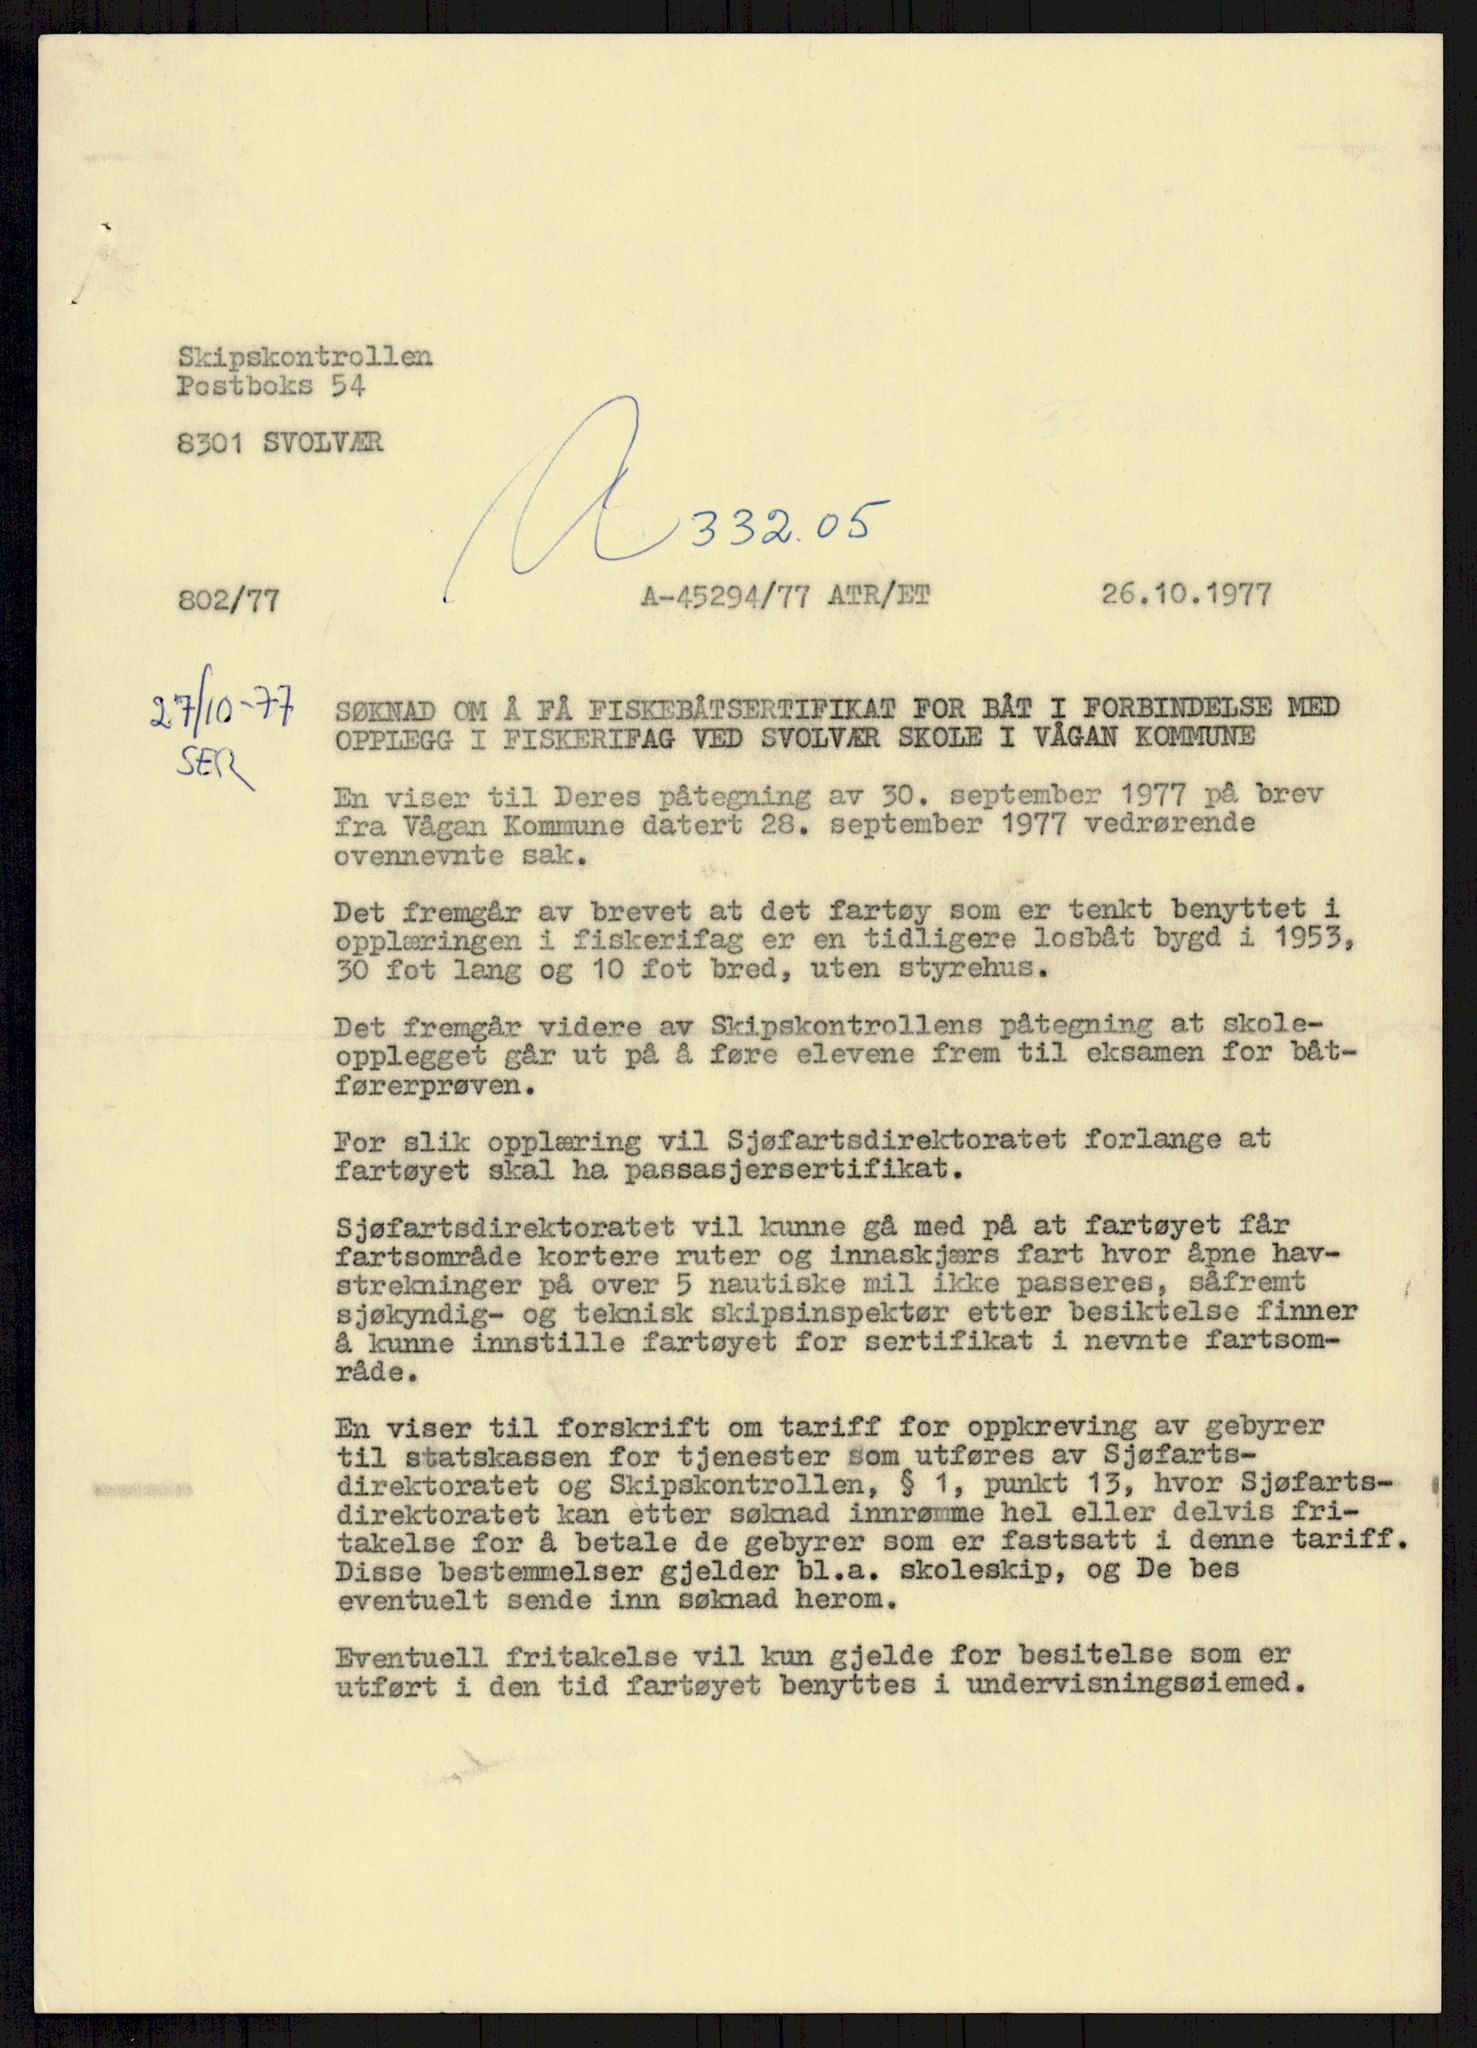 Skipskontrollen
Postboks 54
8301 SVOLVÆR
A 332.05
802/77 A-45294/77 ATR/ET 26.10.1977
27/10-77
SER
SØKNAD OM Å FÅ FISKEBÅTSERTIFIKAT FOR BÅT I FORBINDELSE MED
OPPLEGG I FISKERIFAG VED SVOLVÆR SKOLE I VÅGAN KOMMUNE
En viser til Deres påtegning av 30. september 1977 på brev
fra Vågan Kommune datert 28. september 1977 vedrørende
ovennevnte sak.
Det fremgår av brevet at det fartøy som er tenkt benyttet i
opplæringen i fiskerifag er en tidligere losbåt bygd i 1953,
30 fot lang og 10 fot bred, uten styrehus.
Det fremgår videre av Skipskontrollens påtegning at skole-
opplegget går ut på å føre elevene frem til eksamen for båt-
førerprøven.
For slik opplæring vil Sjøfartsdirektoratet forlange at
fartøyet skal ha passasjersertifikat.
Sjøfartsdirektoratet vil kunne gå med på at fartøyet får
fartsområde kortere ruter og innaskjærs fart hvor åpne hav-
strekninger på over 5 nautiske mil ikke passeres, såfremt
sjøkyndig- og teknisk skipsinspektør etter besiktelse finner
å kunne innstille fartøyet for sertifikat i nevnte fartsom-
råde.
En viser til forskrift om tariff for oppkreving av gebyrer
til statskassen for tjenester som utføres av Sjøfarts-
direktoratet og Skipskontrollen, § 1, punkt 13, hvor Sjøfarts-
direktoratet kan etter søknad innrømme hel eller delvis fri-
takelse for å betale de gebyrer som er fastsatt i denne tariff.
Disse bestemmelser gjelder bl.a. skoleskip, og De bes
eventuelt sende inn søknad herom.
Eventuell fritakelse vil kun gjelde for besitelse som er
utført i den tid fartøyet benyttes i undervisningsøiemed.